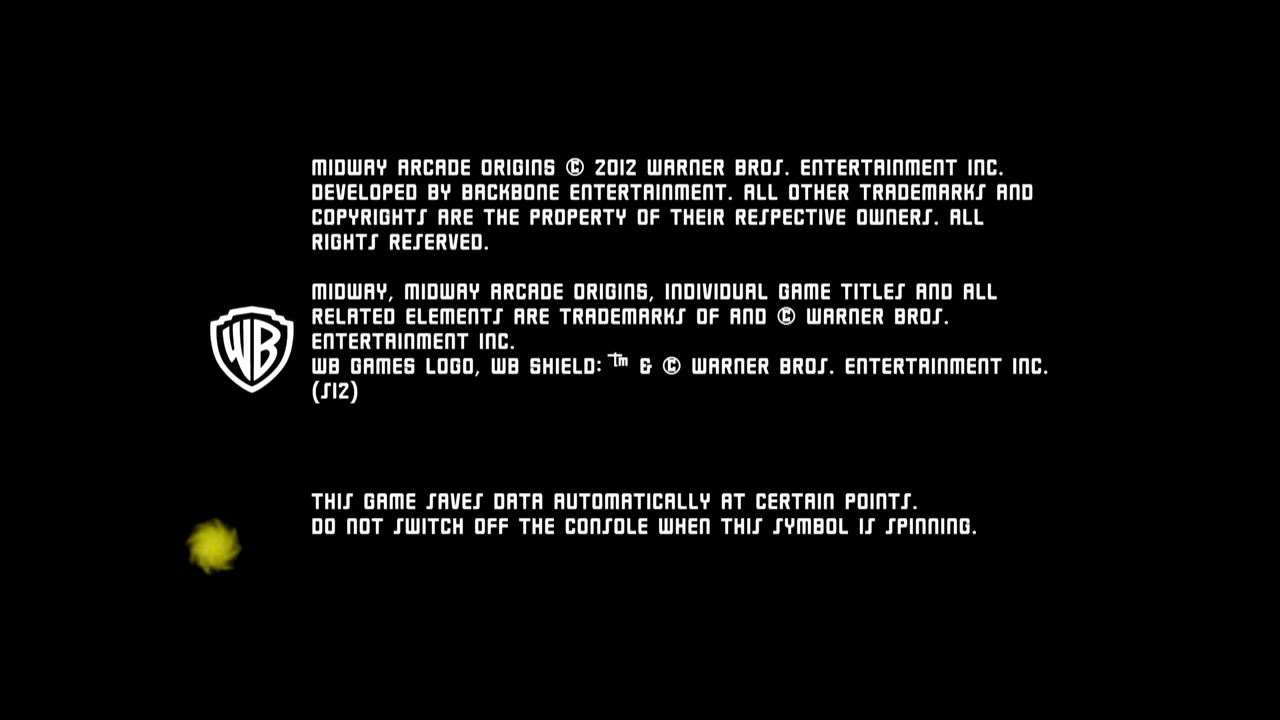 MIDWAY ARCADE ORIGINS © 2012 WARNER BROS. ENTERTAINMENT INC.
DEVELOPED BY BACKBONE ENTERTAINMENT. ALL OTHER TRADEMARKS AND
COPYRIGHTS ARE THE PROPERTY OF THEIR RESPECTIVE OWNERS. ALL
RIGHTS RESERVED.
MIDWAY, MIDWAY ARCADE ORIGINS, INDIVIDUAL GAME TITLES AND ALL
RELATED ELEMENTS ARE TRADEMARKS OF AND © WARNER BROS.
ENTERTAINMENT INC.
WB
WB GAMES LOGO, WB SHIELD: ™ & © WARNER BROS. ENTERTAINMENT INC.
(S12)
THIS GAME SAVES DATA AUTOMATICALLY AT CERTAIN POINTS.
DO NOT SWITCH OFF THE CONSOLE WHEN THIS SYMBOL IS SPINNING.